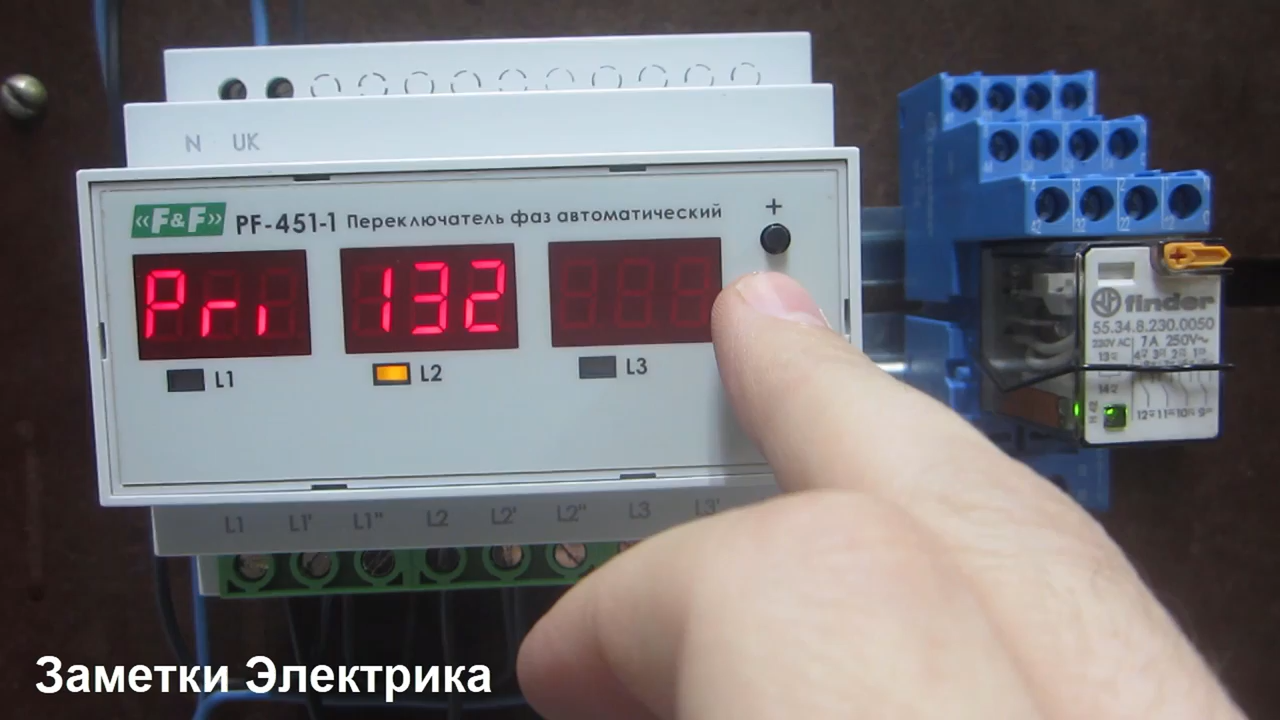 N UK
«F&F» PF-451-1 Переключатель фаз автоматический
+
Pri 132
L1 L2 L3
L1 L1' L1" L2 L2' L2" L3 L3'
finder
55.34.8.230.0050
230V AC 7A 250V~
Заметки Электрика